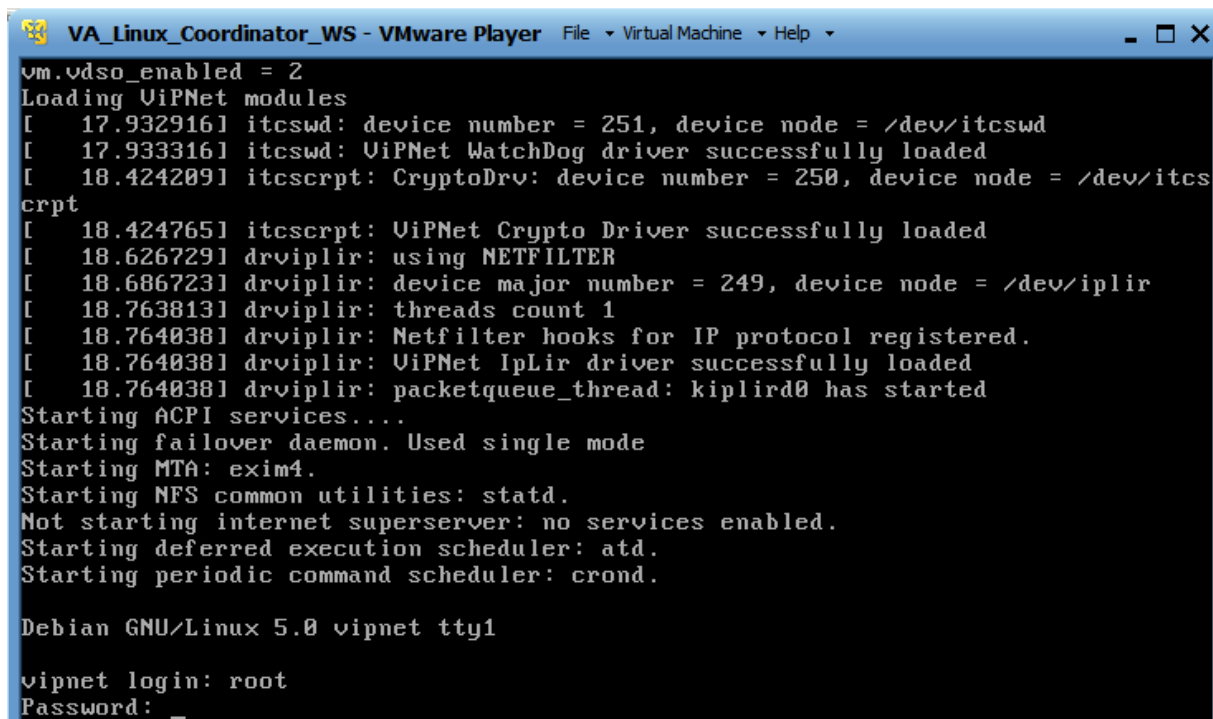 VA_Linux_Coordinator_WS - VMware Player File Virtual Machine Help
vm.vdso_enabled = 2
Loading ViPNet modules
[   17.932916] itcswd: device number = 251, device node = /dev/itcswd
[   17.933316] itcswd: ViPNet WatchDog driver successfully loaded
[   18.424209] itcscrpt: CryptoDrv: device number = 250, device node = /dev/itcs
crpt
[   18.424765] itcscrpt: ViPNet Crypto Driver successfully loaded
[   18.626729] drviplir: using NETFILTER
[   18.686723] drviplir: device major number = 249, device node = /dev/iplir
[   18.763813] drviplir: threads count 1
[   18.764038] drviplir: Netfilter hooks for IP protocol registered.
[   18.764038] drviplir: ViPNet IpLir driver successfully loaded
[   18.764038] drviplir: packetqueue_thread: kiplird0 has started
Starting ACPI services....
Starting failover daemon. Used single mode
Starting MTA: exim4.
Starting NFS common utilities: statd.
Not starting internet superserver: no services enabled.
Starting deferred execution scheduler: atd.
Starting periodic command scheduler: crond.
Debian GNU/Linux 5.0 vipnet tty1
vipnet login: root
Password: _